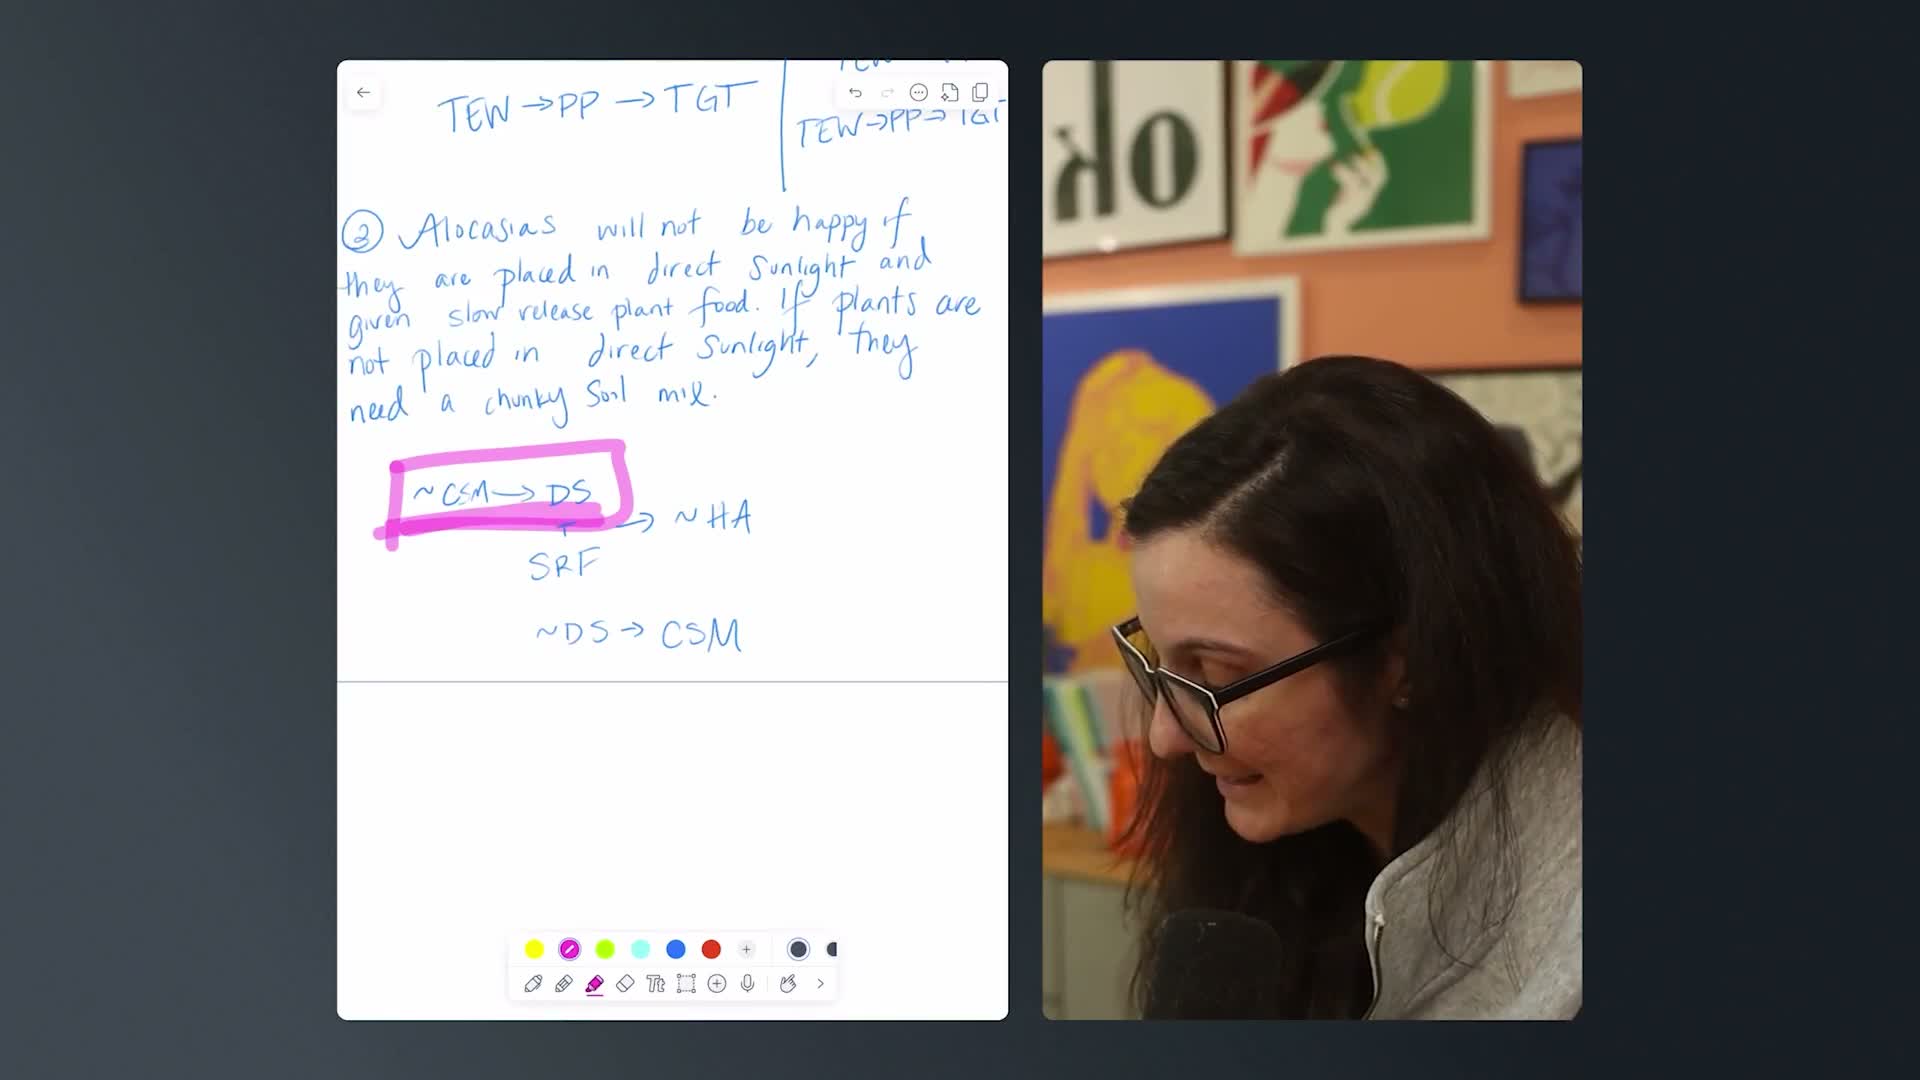 TEW → PP → TGT
TEW→PP→ TGT
② Alocasias will not be happy if
they are placed in direct sunlight and
given slow release plant food. If plants are
not placed in direct sunlight, they
need a chunky soil mix.
~CSM → DS
+ → ~HA
SRF
~DS → CSM
Tt
ok